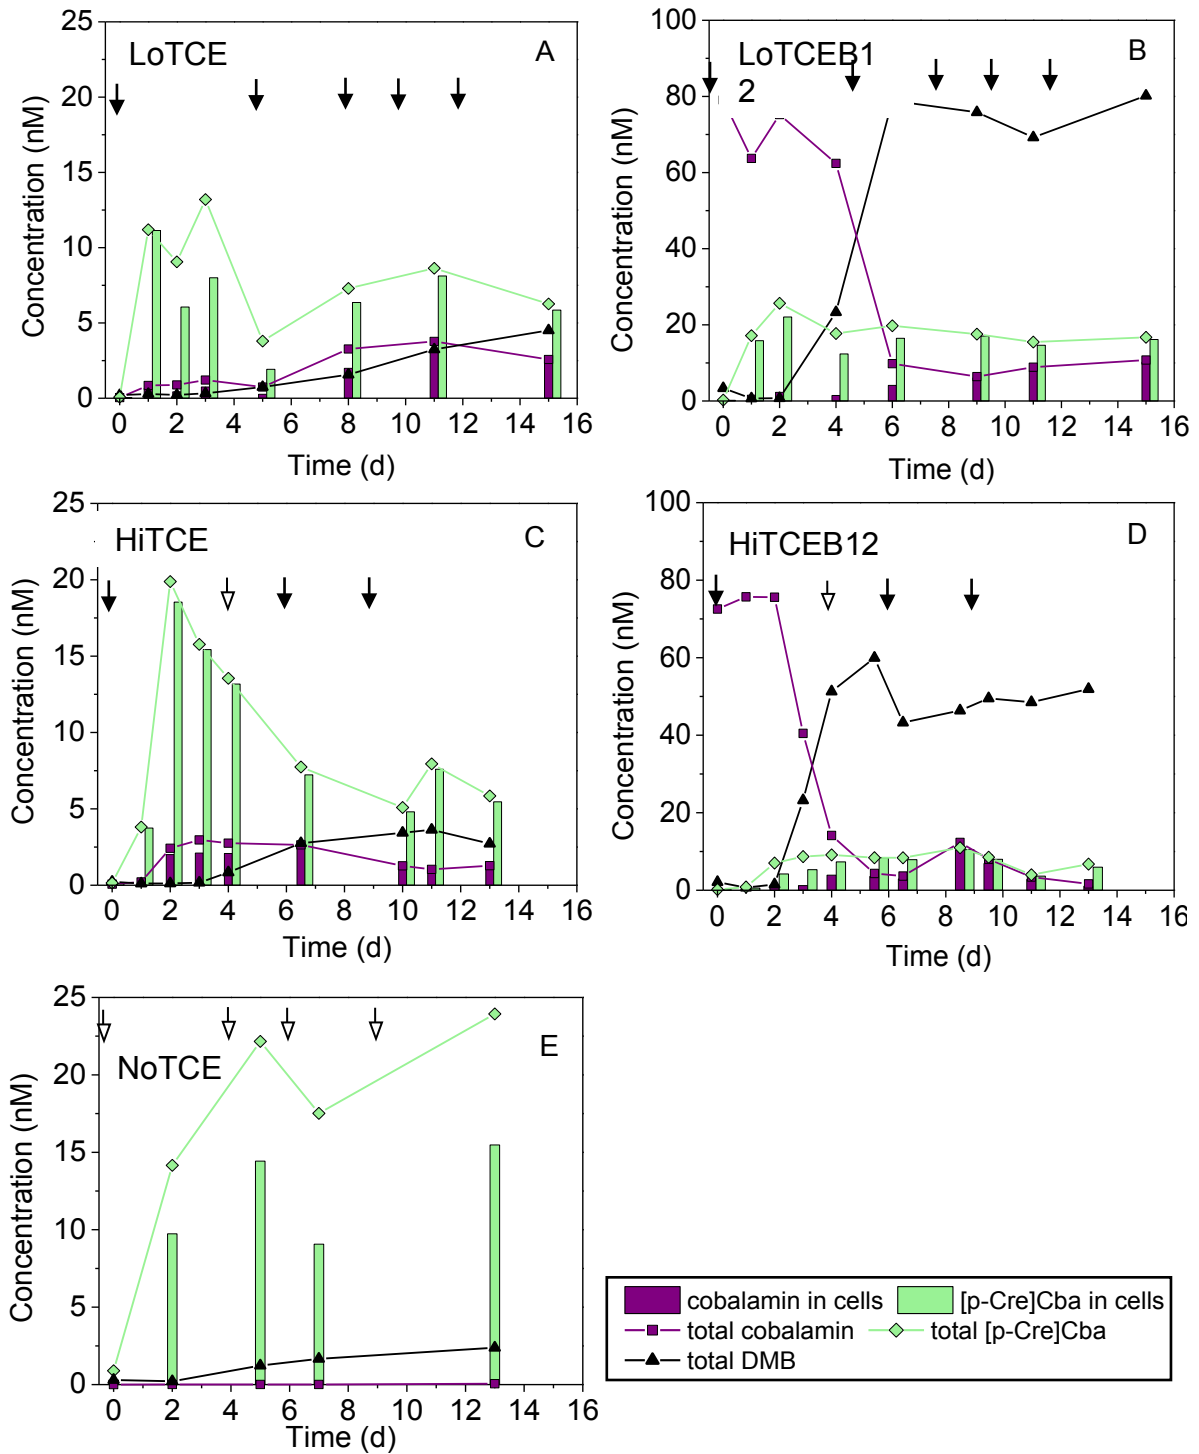 LoTCE
A
Concentration (nM)
25
20
15
10
5
0
0 2 4 6 8 10 12 14 16
Time (d)
LoTCEB1
2
B
Concentration (nM)
100
80
60
40
20
0
0 2 4 6 8 10 12 14 16
Time (d)
HiTCE
C
Concentration (nM)
25
20
15
10
5
0
0 2 4 6 8 10 12 14 16
Time (d)
HiTCEB12
D
Concentration (nM)
100
80
60
40
20
0
0 2 4 6 8 10 12 14 16
Time (d)
NoTCE
E
Concentration (nM)
25
20
15
10
5
0
0 2 4 6 8 10 12 14 16
Time (d)
cobalamin in cells [p-Cre]Cba in cells
total cobalamin total [p-Cre]Cba
total DMB